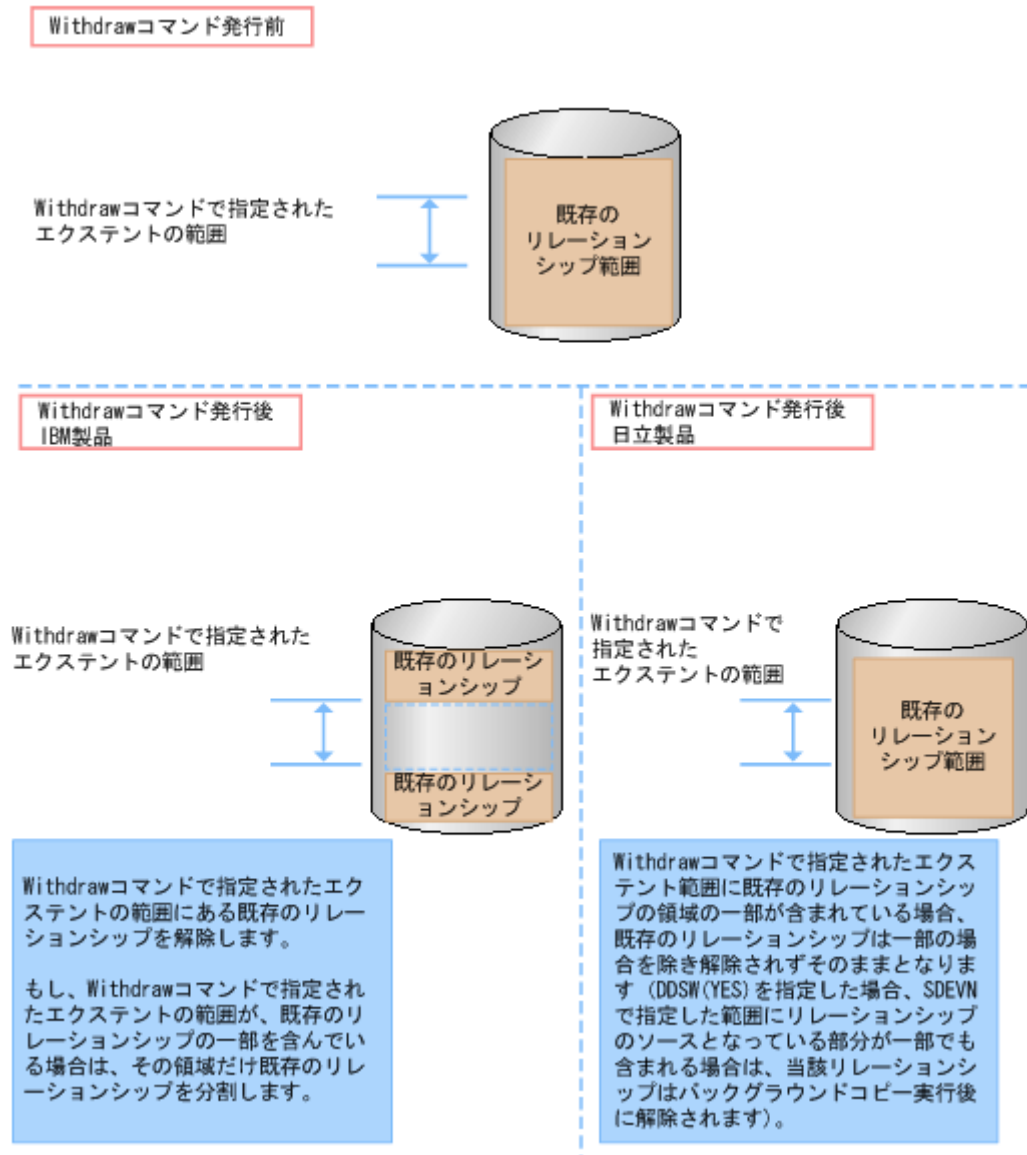 Withdrawコマンド発行前
Withdrawコマンドで指定された
エクステントの範囲
既存の
リレーション
シップ範囲
Withdrawコマンド発行後
IBM製品
Withdrawコマンドで指定された
エクステントの範囲
既存のリレーシ
ョンシップ
既存のリレーシ
ョンシップ
Withdrawコマンドで指定されたエク
ステントの範囲にある既存のリレー
ションシップを解除します。
もし、Withdrawコマンドで指定され
たエクステントの範囲が、既存のリ
レーションシップの一部を含んでい
る場合は、その領域だけ既存のリレ
ーションシップを分割します。
Withdrawコマンド発行後
日立製品
Withdrawコマンドで
指定された
エクステントの範囲
既存の
リレーション
シップ範囲
Withdrawコマンドで指定されたエクス
テント範囲に既存のリレーションシッ
プの領域の一部が含まれている場合、
既存のリレーションシップは一部の場
合を除き解除されずそのままとなりま
す（DDSW(YES)を指定した場合、SDEVN
で指定した範囲にリレーションシップ
のソースとなっている部分が一部でも
含まれる場合は、当該リレーションシ
ップはバックグラウンドコピー実行後
に解除されます)。